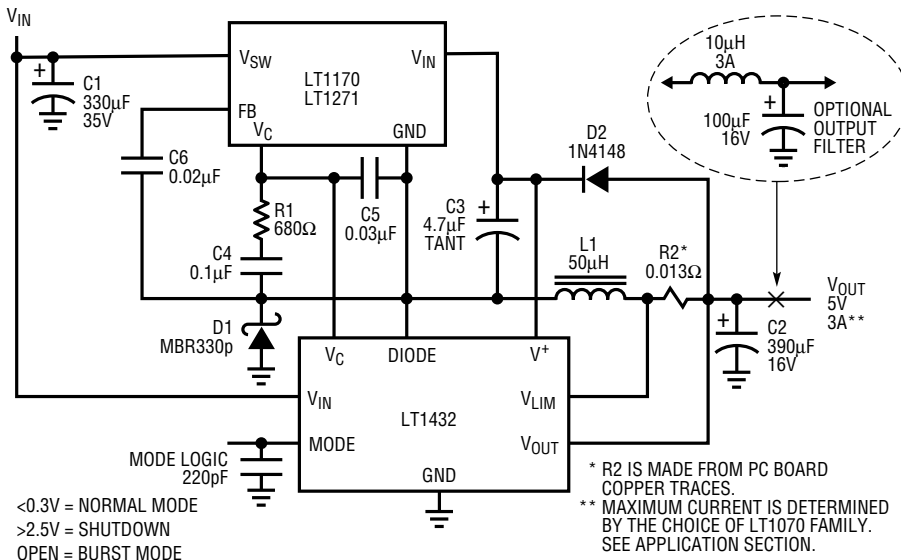 VIN
C1
330µF
35V
VSW
LT1170
LT1271
VIN
FB
VC
GND
C6
0.02µF
R1
680Ω
C4
0.1µF
C5
0.03µF
C3
4.7µF
TANT
D2
1N4148
L1
50µH
R2*
0.013Ω
10µH
3A
100µF
16V
OPTIONAL
OUTPUT
FILTER
VOUT
5V
3A**
C2
390µF
16V
D1
MBR330p
VC
DIODE
V+
VIN
LT1432
VLIM
MODE
VOUT
GND
MODE LOGIC
220pF
<0.3V = NORMAL MODE
>2.5V = SHUTDOWN
OPEN = BURST MODE
* R2 IS MADE FROM PC BOARD
COPPER TRACES.
** MAXIMUM CURRENT IS DETERMINED
BY THE CHOICE OF LT1070 FAMILY.
SEE APPLICATION SECTION.